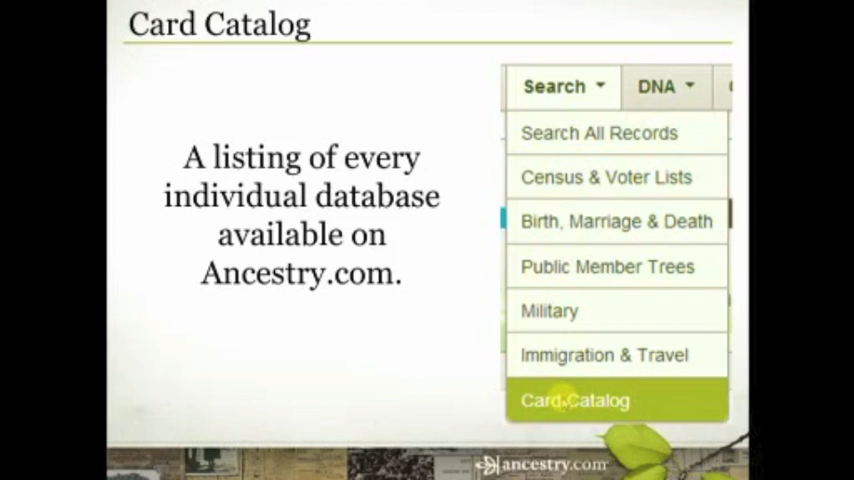 Card Catalog
A listing of every
individual database
available on
Ancestry.com.
Search DNA
Search All Records
Census & Voter Lists
Birth, Marriage & Death
Public Member Trees
Military
Immigration & Travel
Card Catalog
ancestry.com